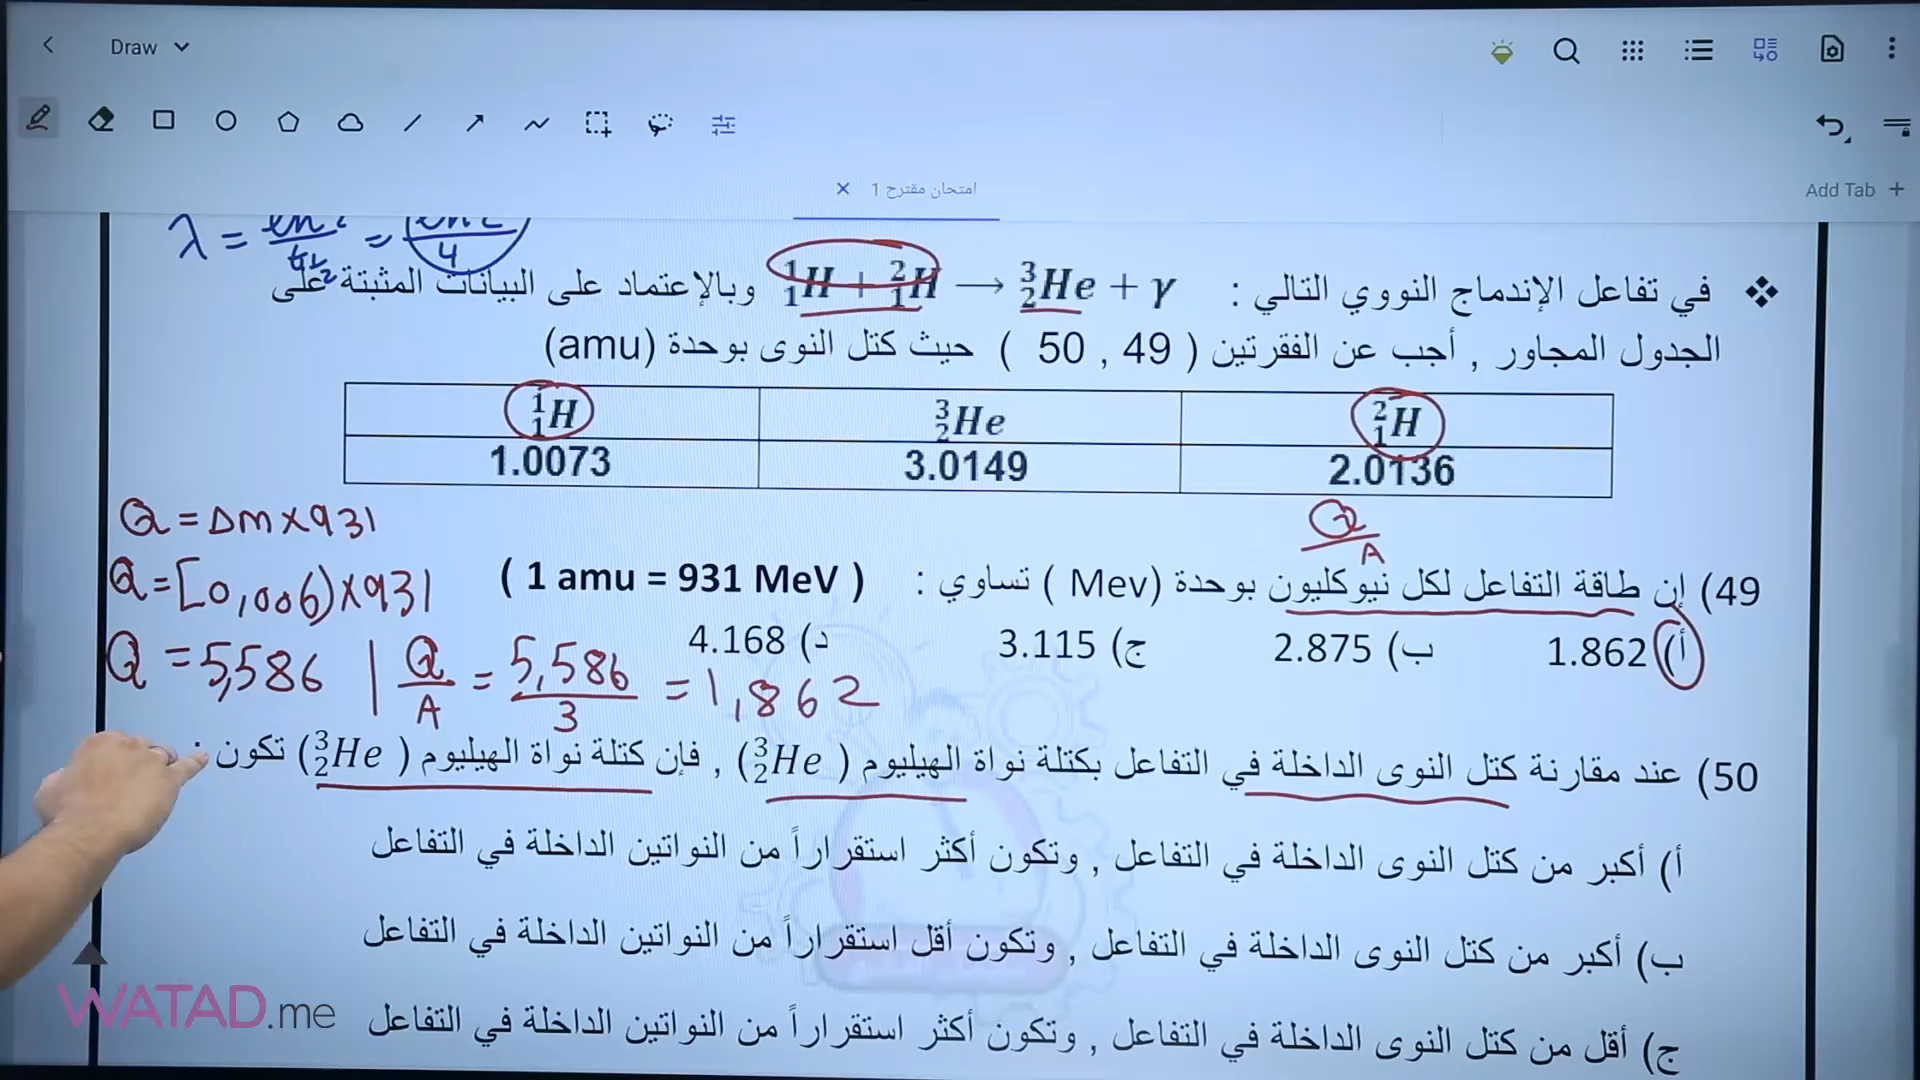 Draw
امتحان مقترح 1
Add Tab +
λ = = 4
❖ في تفاعل الإندماج النووي التالي : ¹₁H + ²₁H ⟶ ³₂He + γ وبالإعتماد على البيانات المثبتة على
الجدول المجاور , أجب عن الفقرتين ( 49 , 50 ) حيث كتل النوى بوحدة (amu)
¹₁H ³₂He ²₁H
1.0073 3.0149 2.0136
Q = Δm x 931
Q/A
Q = [0,006) x 931
49) إن طاقة التفاعل لكل نيوكليون بوحدة (Mev ) تساوي : ( 1 amu = 931 MeV )
أ) 1.862 ب) 2.875 ج) 3.115 د) 4.168
Q = 5,586 | Q/A = 5,586/3 = 1,862
50) عند مقارنة كتل النوى الداخلة في التفاعل بكتلة نواة الهيليوم ( ³₂He) , فإن كتلة نواة الهيليوم ( ³₂He) تكون :
أ) أكبر من كتل النوى الداخلة في التفاعل , وتكون أكثر استقراراً من النواتين الداخلة في التفاعل
ب) أكبر من كتل النوى الداخلة في التفاعل , وتكون أقل استقراراً من النواتين الداخلة في التفاعل
ج) أقل من كتل النوى الداخلة في التفاعل , وتكون أكثر استقراراً من النواتين الداخلة في التفاعل
WATAD.me